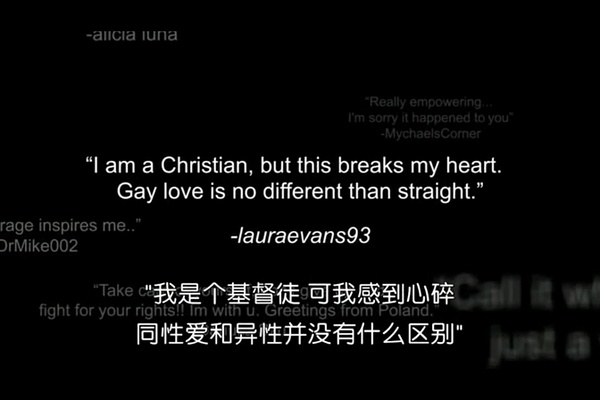 -alicia luna
"Really empowering...
I'm sorry it happened to you"
-MychaelsCorner
"I am a Christian, but this breaks my heart.
Gay love is no different than straight."
-lauraevans93
rage inspires me.."
DrMike002
"Take
fight for your rights!! Im with u. Greetings from Poland."
"我是个基督徒 可我感到心碎
同性爱和异性并没有什么区别"
"Call it
just a